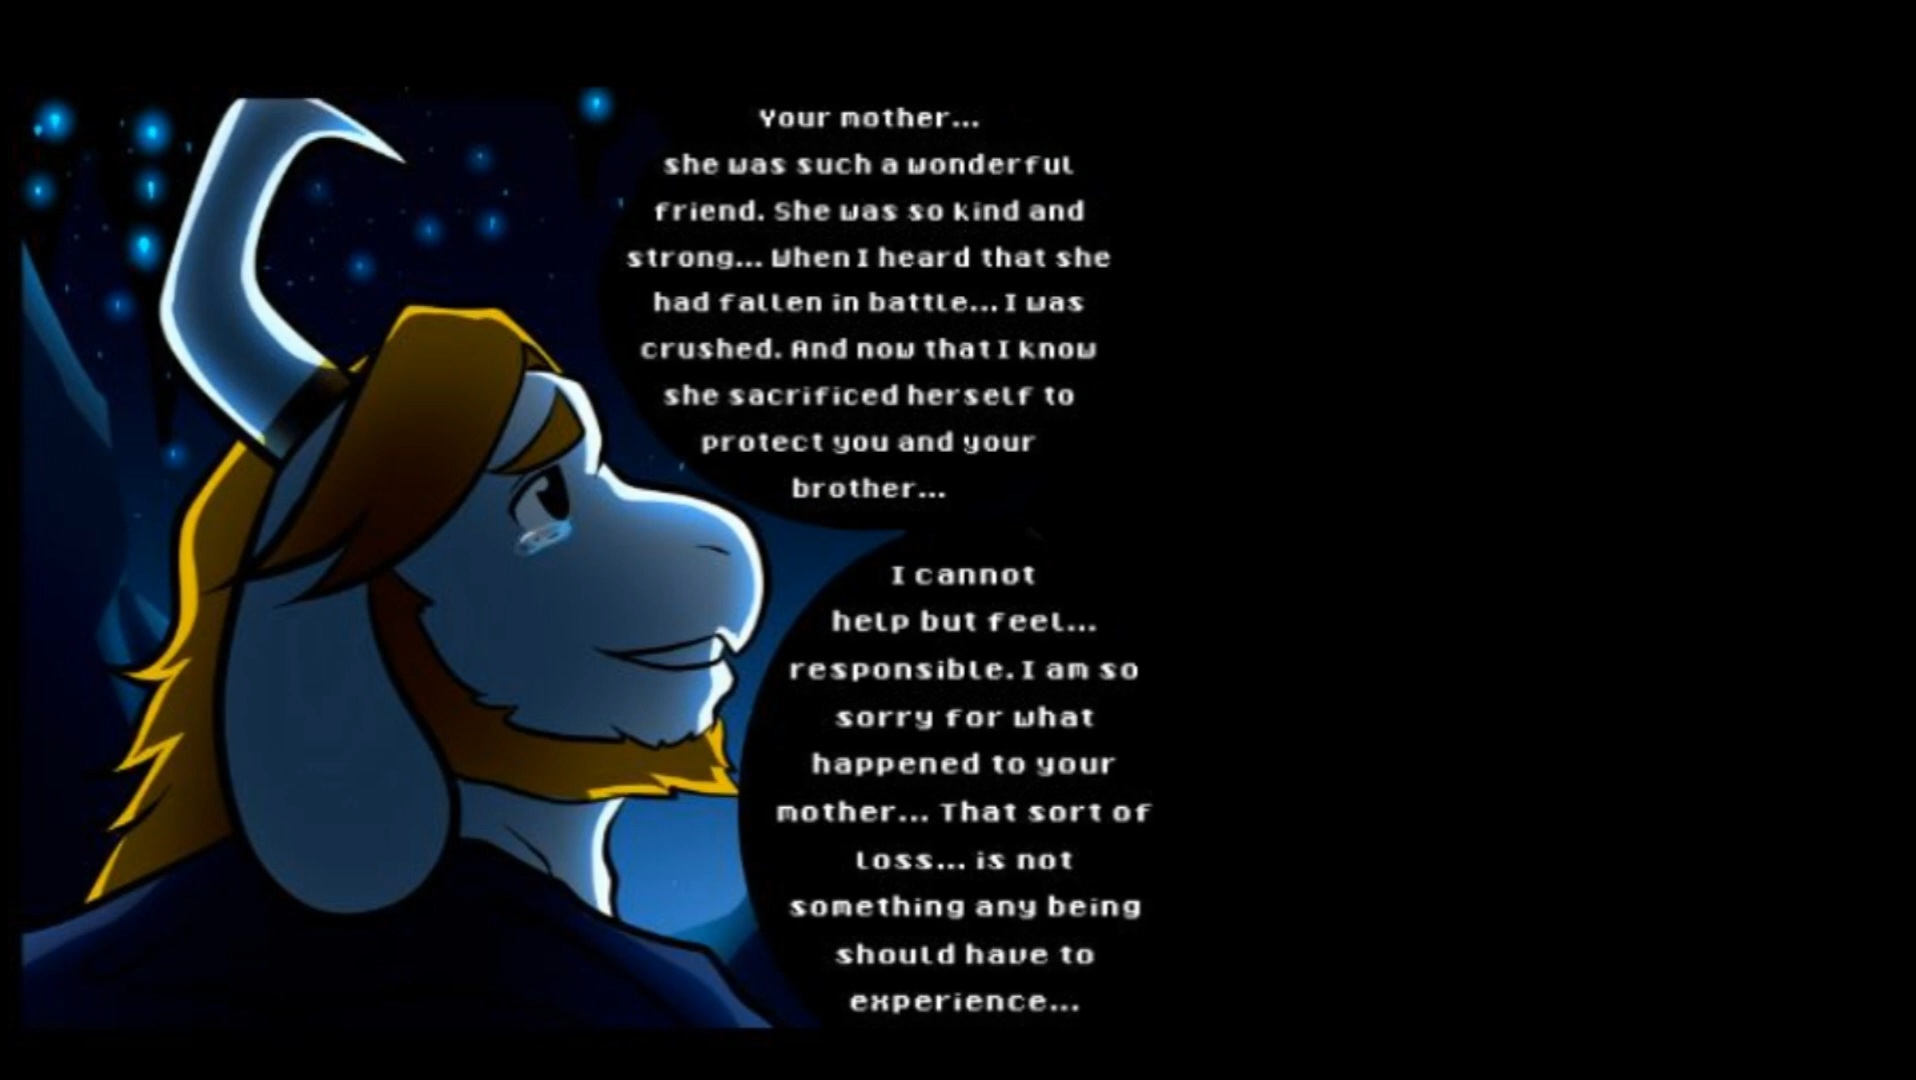 Your mother...
she was such a wonderful
friend. She was so kind and
strong... When I heard that she
had fallen in battle... I was
crushed. And now that I know
she sacrificed herself to
protect you and your
brother...
I cannot
help but feel...
responsible. I am so
sorry for what
happened to your
mother... That sort of
loss... is not
something any being
should have to
experience...